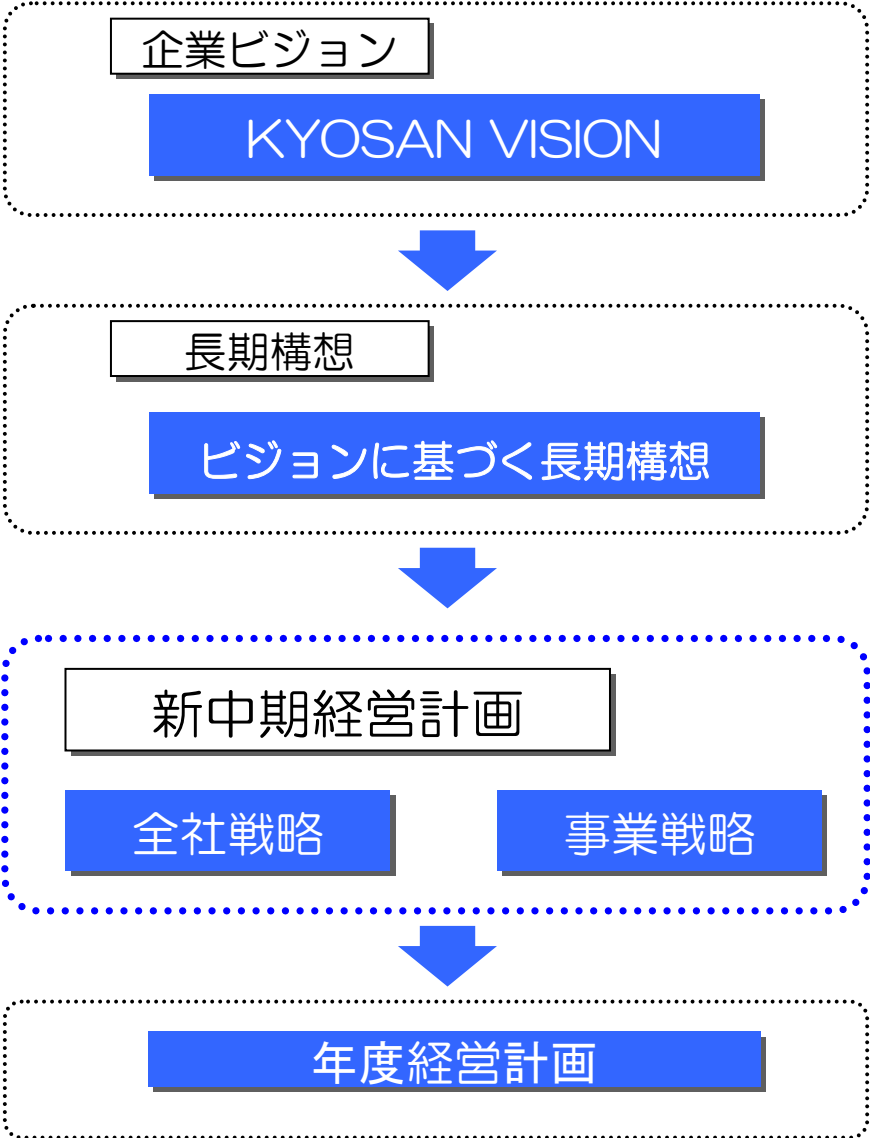 企業ビジョン
KYOSAN VISION
長期構想
ビジョンに基づく長期構想
新中期経営計画
全社戦略
事業戦略
年度経営計画